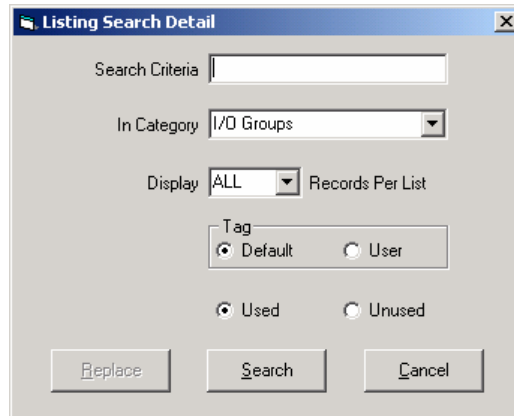 Listing Search Detail
Search Criteria
In Category I/O Groups
Display ALL Records Per List
Tag
Default User
Used Unused
Replace Search Cancel